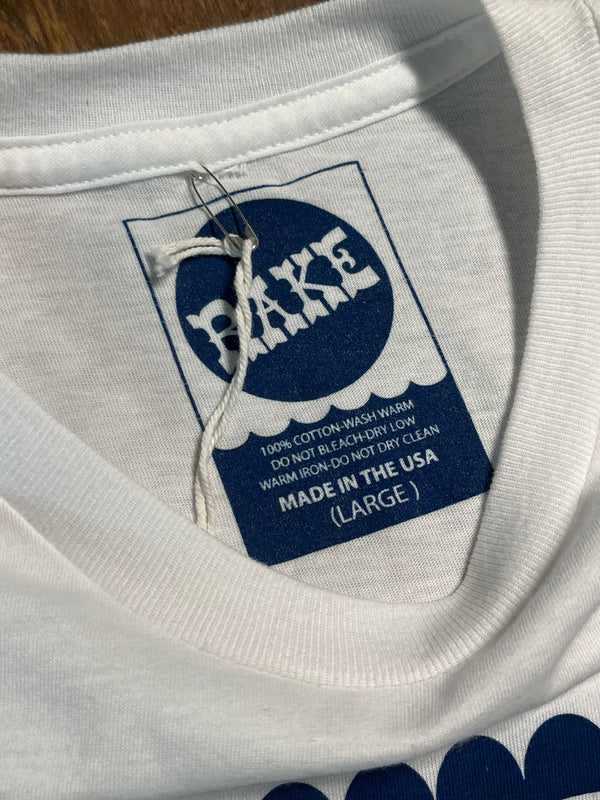 100% COTTON-WASH WARM
DO NOT BLEACH-DRY LOW
WARM IRON-DO NOT DRY CLEAN
MADE IN THE USA
(LARGE )